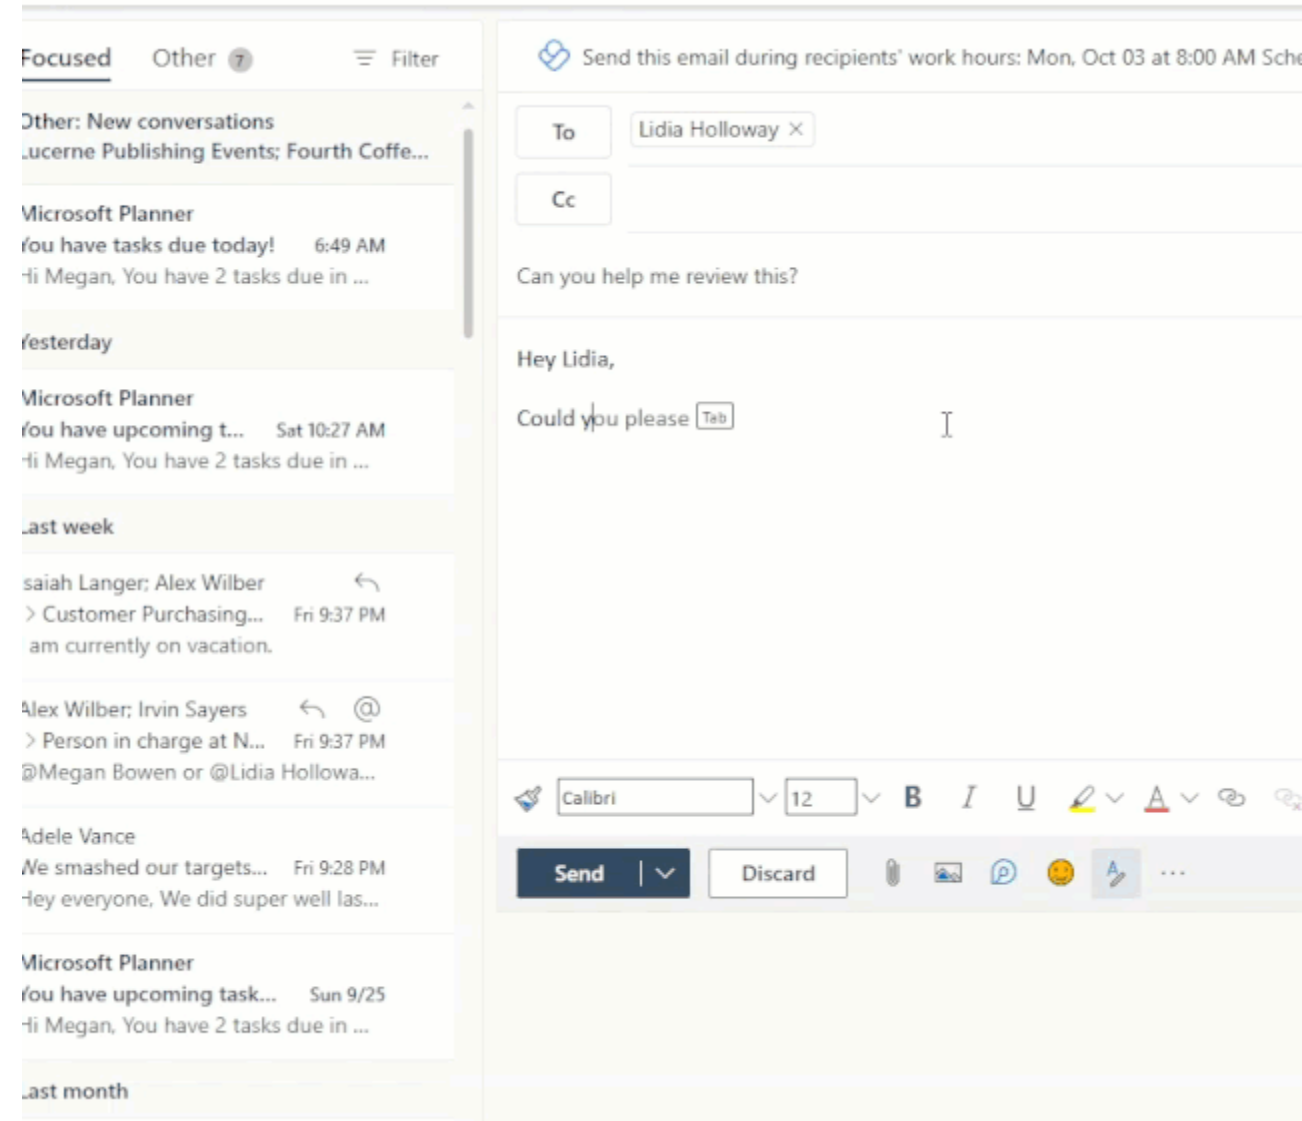 Focused Other 7 Filter
Other: New conversations
Lucerne Publishing Events; Fourth Coffe...
Microsoft Planner
You have tasks due today! 6:49 AM
Hi Megan, You have 2 tasks due in ...
Yesterday
Microsoft Planner
You have upcoming t... Sat 10:27 AM
Hi Megan, You have 2 tasks due in ...
Last week
saiah Langer; Alex Wilber
> Customer Purchasing... Fri 9:37 PM
am currently on vacation.
Alex Wilber; Irvin Sayers @
> Person in charge at N... Fri 9:37 PM
@Megan Bowen or @Lidia Hollowa...
Adele Vance
We smashed our targets... Fri 9:28 PM
Hey everyone, We did super well las...
Microsoft Planner
You have upcoming task... Sun 9/25
Hi Megan, You have 2 tasks due in ...
Last month
Send this email during recipients' work hours: Mon, Oct 03 at 8:00 AM Sche
To Lidia Holloway ×
Cc
Can you help me review this?
Hey Lidia,
Could you please Tab
Calibri 12 B I U A
Send Discard ...